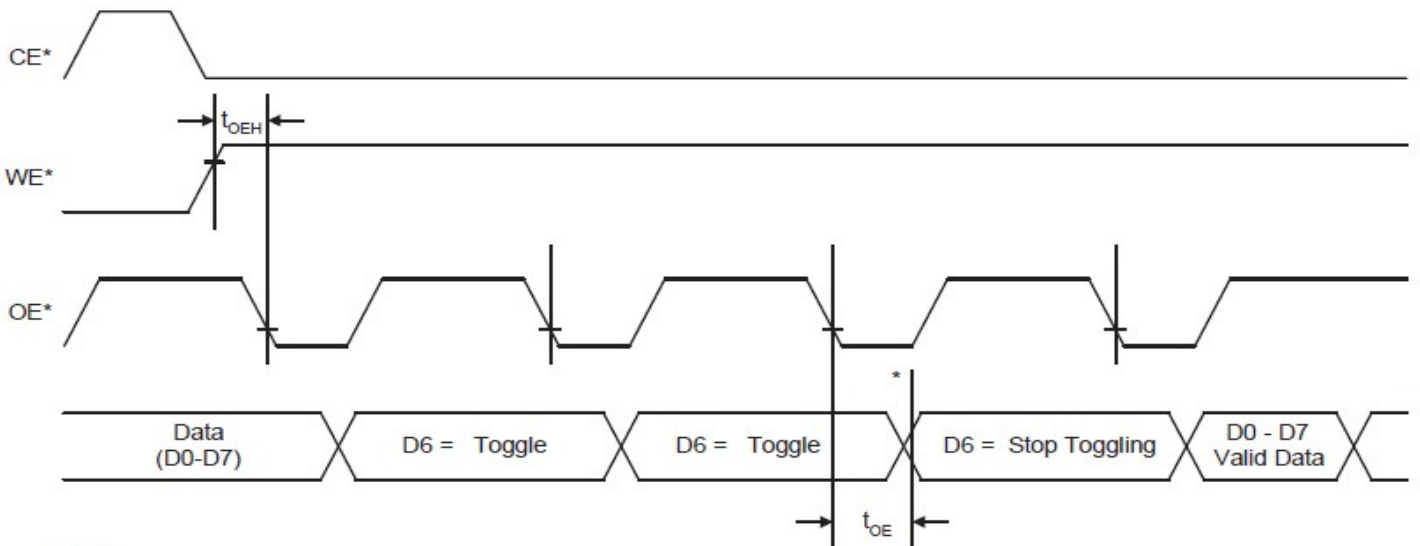 CE*
tOEH
WE*
OE*
*
Data
(D0-D7)
D6 = Toggle
D6 = Toggle
D6 = Stop Toggling
D0 - D7
Valid Data
tOE